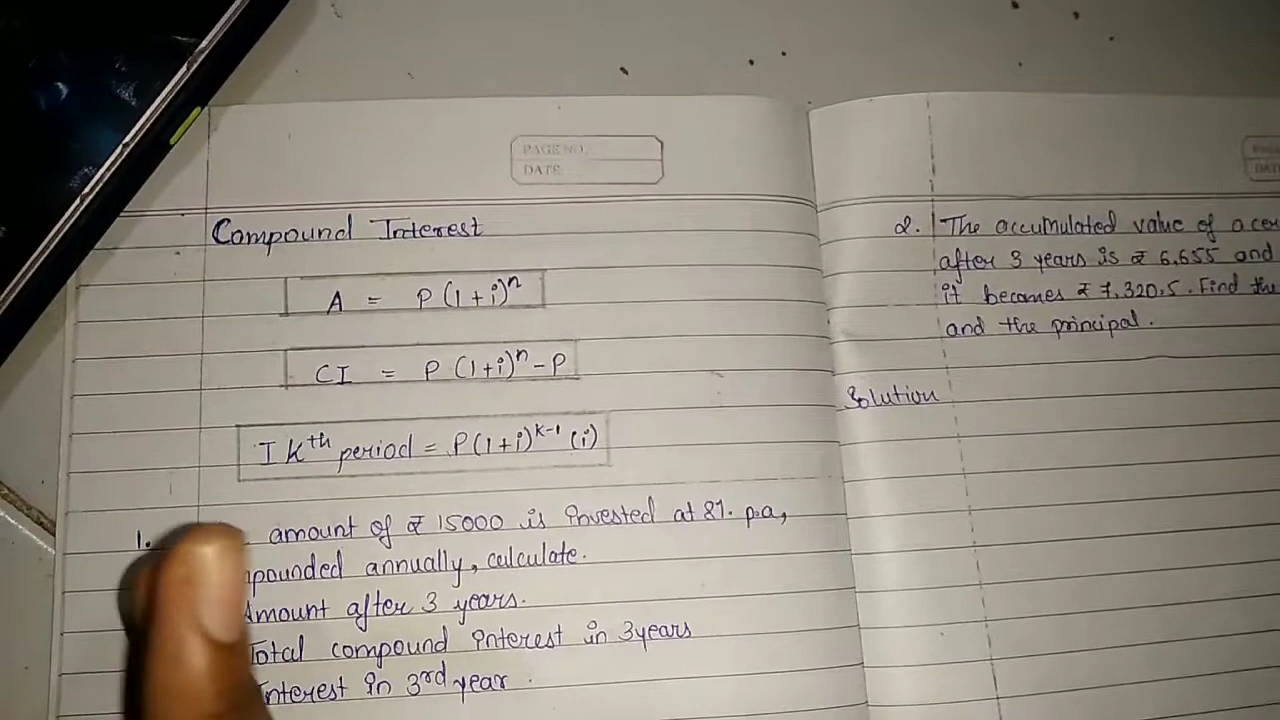 PAGE NO.
DATE
Compound Interest
A = P(1+i)ⁿ
CI = P(1+i)ⁿ-P
I Kᵗʰ period = P(1+i)ᵏ⁻¹ (i)
1. amount of ₹ 15000 is invested at 8%. p.a,
pounded annually, calculate.
Amount after 3 years.
Total compound interest in 3years
Interest in 3rd year.
2. The accumulated value of a
after 3 years is ₹ 6,655 and
it becomes ₹ 7,320.5. Find the
and the principal.
Solution